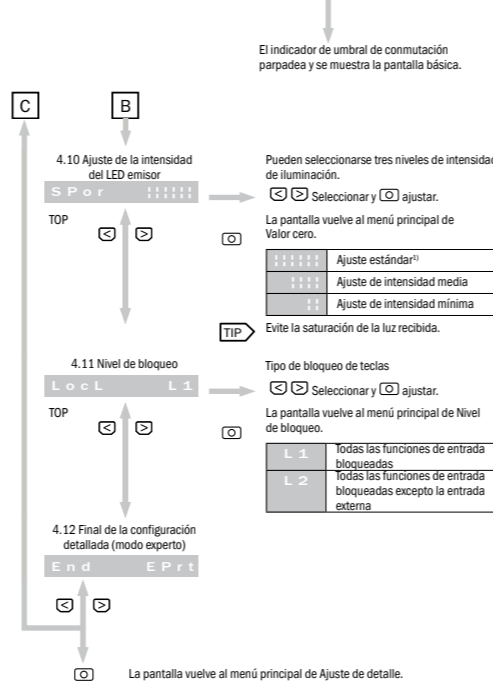 El indicador de umbral de conmutación
parpadea y se muestra la pantalla básica.
C
B
4.10 Ajuste de la intensidad
del LED emisor
SPor
TOP
Pueden seleccionarse tres niveles de intensidad
de iluminación.
Seleccionar y ajustar.
La pantalla vuelve al menú principal de
Valor cero.
Ajuste estándar¹⁾
Ajuste de intensidad media
Ajuste de intensidad mínima
TIP Evite la saturación de la luz recibida.
4.11 Nivel de bloqueo
LocL L1
TOP
Tipo de bloqueo de teclas
Seleccionar y ajustar.
La pantalla vuelve al menú principal de Nivel
de bloqueo.
L1 Todas las funciones de entrada
bloqueadas
L2 Todas las funciones de entrada
bloqueadas excepto la entrada
externa
4.12 Final de la configuración
detallada (modo experto)
End EPrt
La pantalla vuelve al menú principal de Ajuste de detalle.